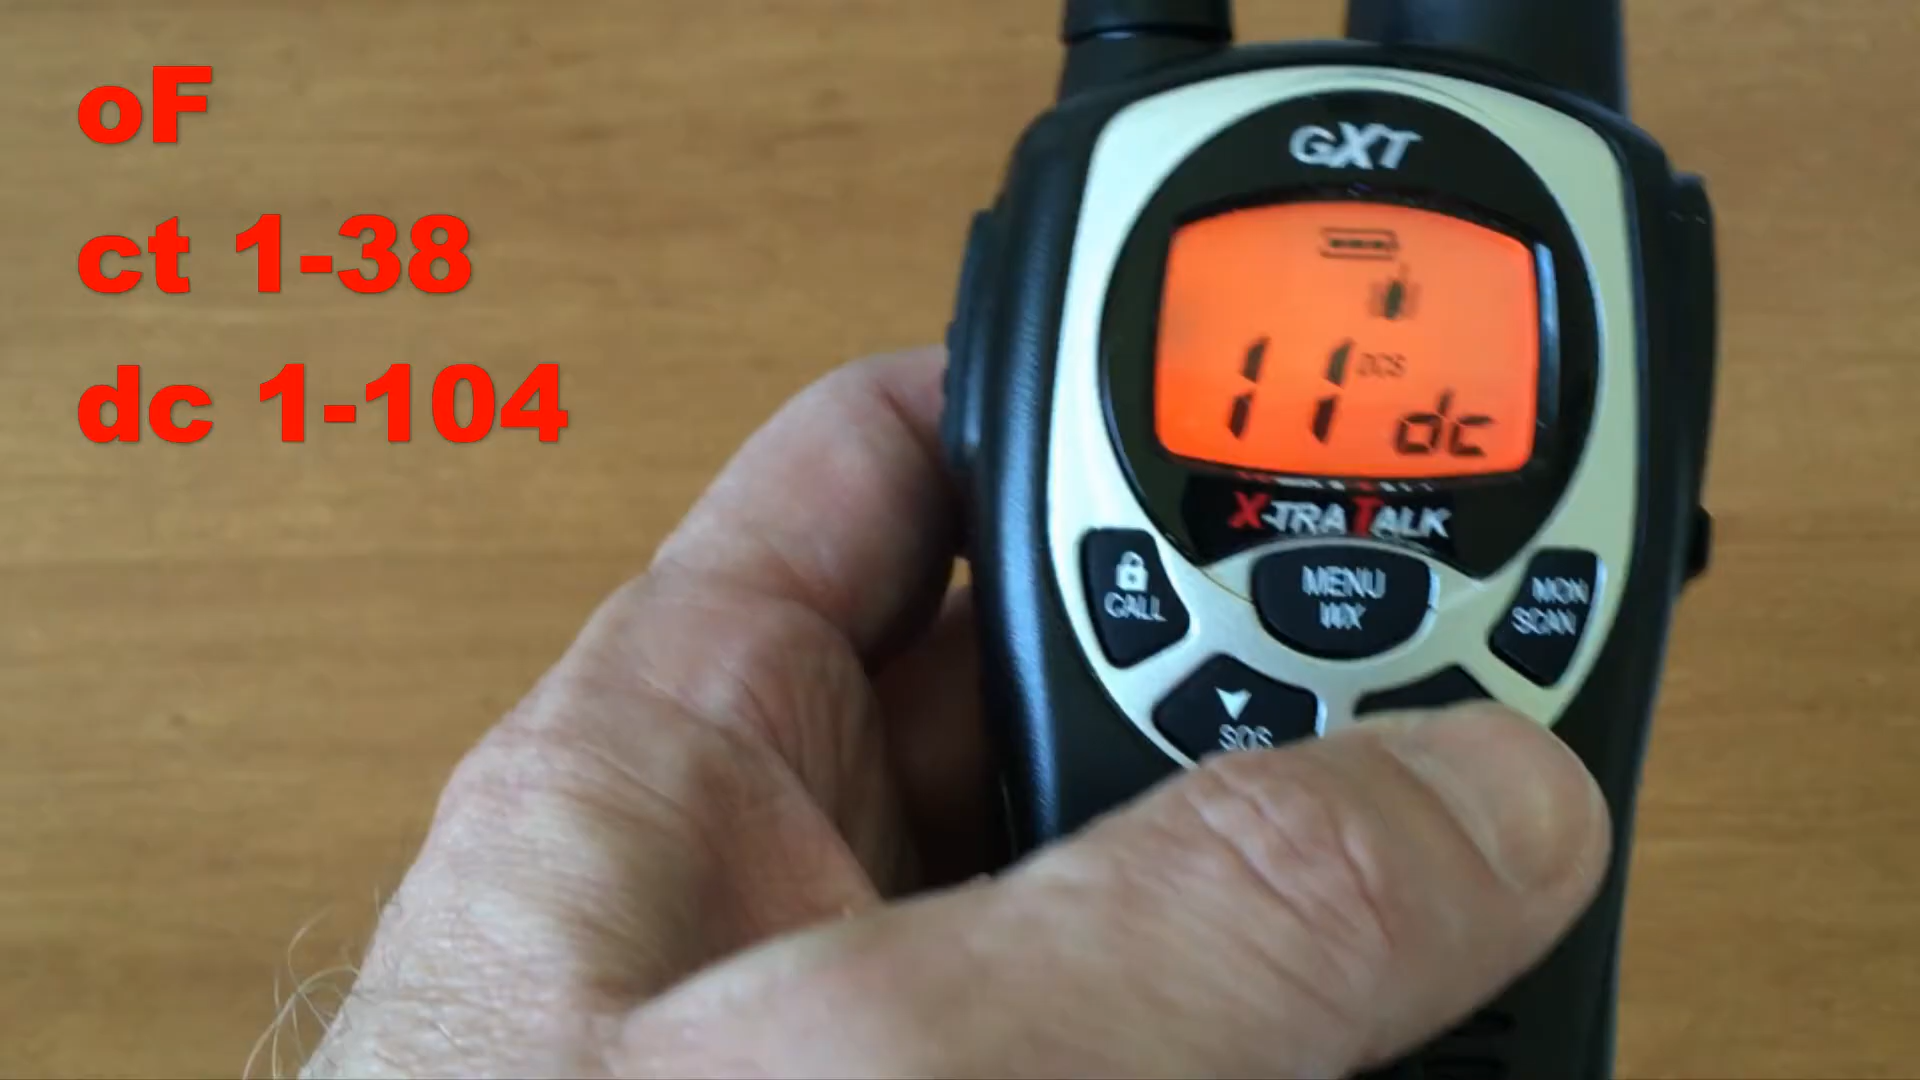 oF
ct 1-38
dc 1-104
GXT
DCS
11 dc
X-TRA TALK
CALL
MENU
WX
MON
SCAN
SOS